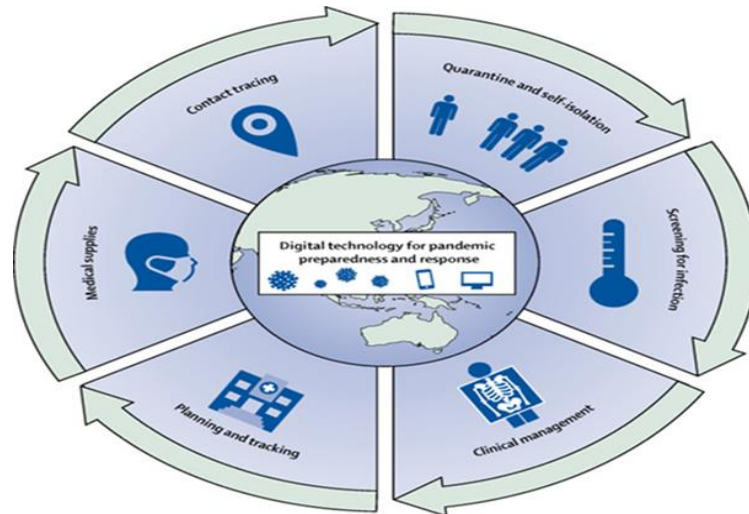 Contact tracing
Quarantine and self-isolation
Screening for infection
Clinical management
Planning and tracking
Medical supplies
Digital technology for pandemic
preparedness and response